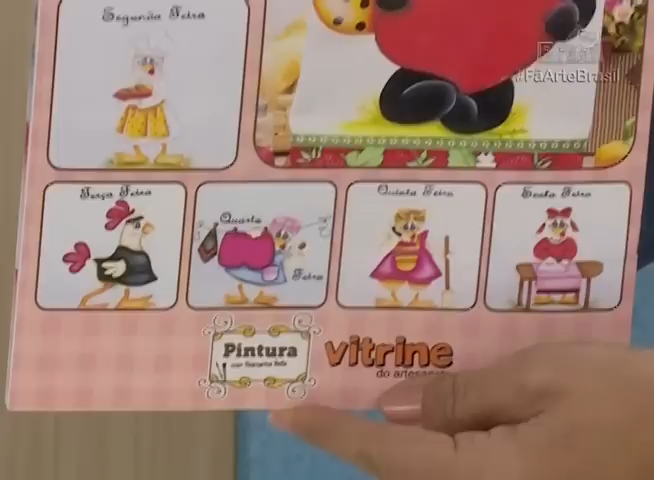 Segunda Feira
#FaArteBrasil
Terça Feira
Quarta
Feira
Quinta Feira
Sexta Feira
Pintura
vitrine
do artesanato